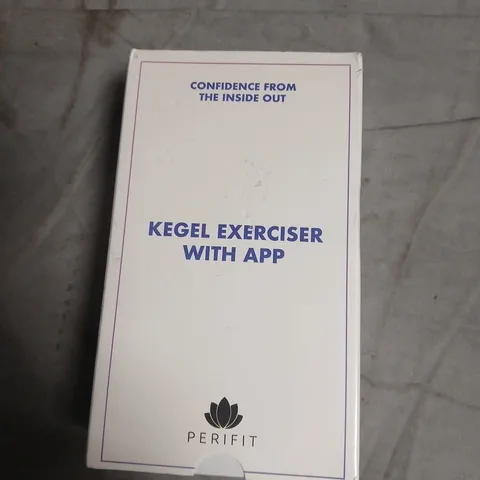 CONFIDENCE FROM
THE INSIDE OUT
KEGEL EXERCISER
WITH APP
PERIFIT